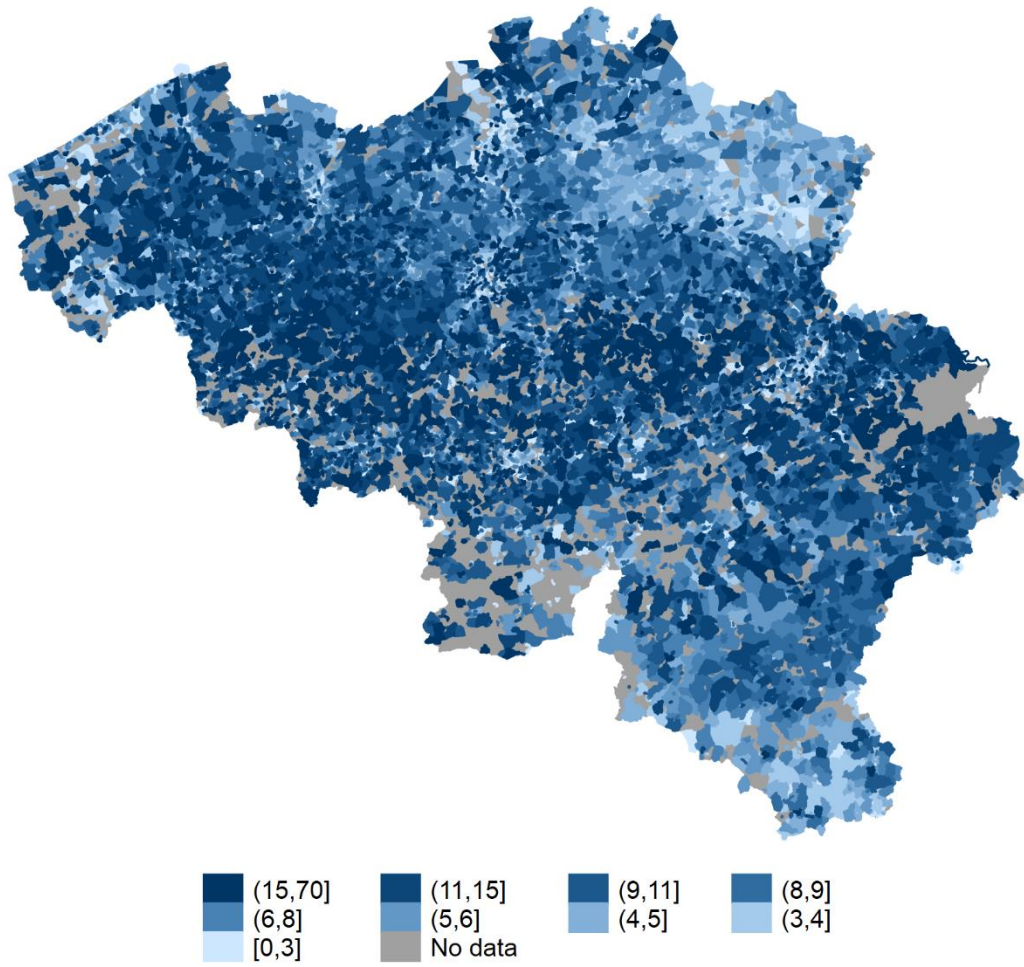 (15,70] (11,15] (9,11] (8,9]
(6,8] (5,6] (4,5] (3,4]
[0,3] No data